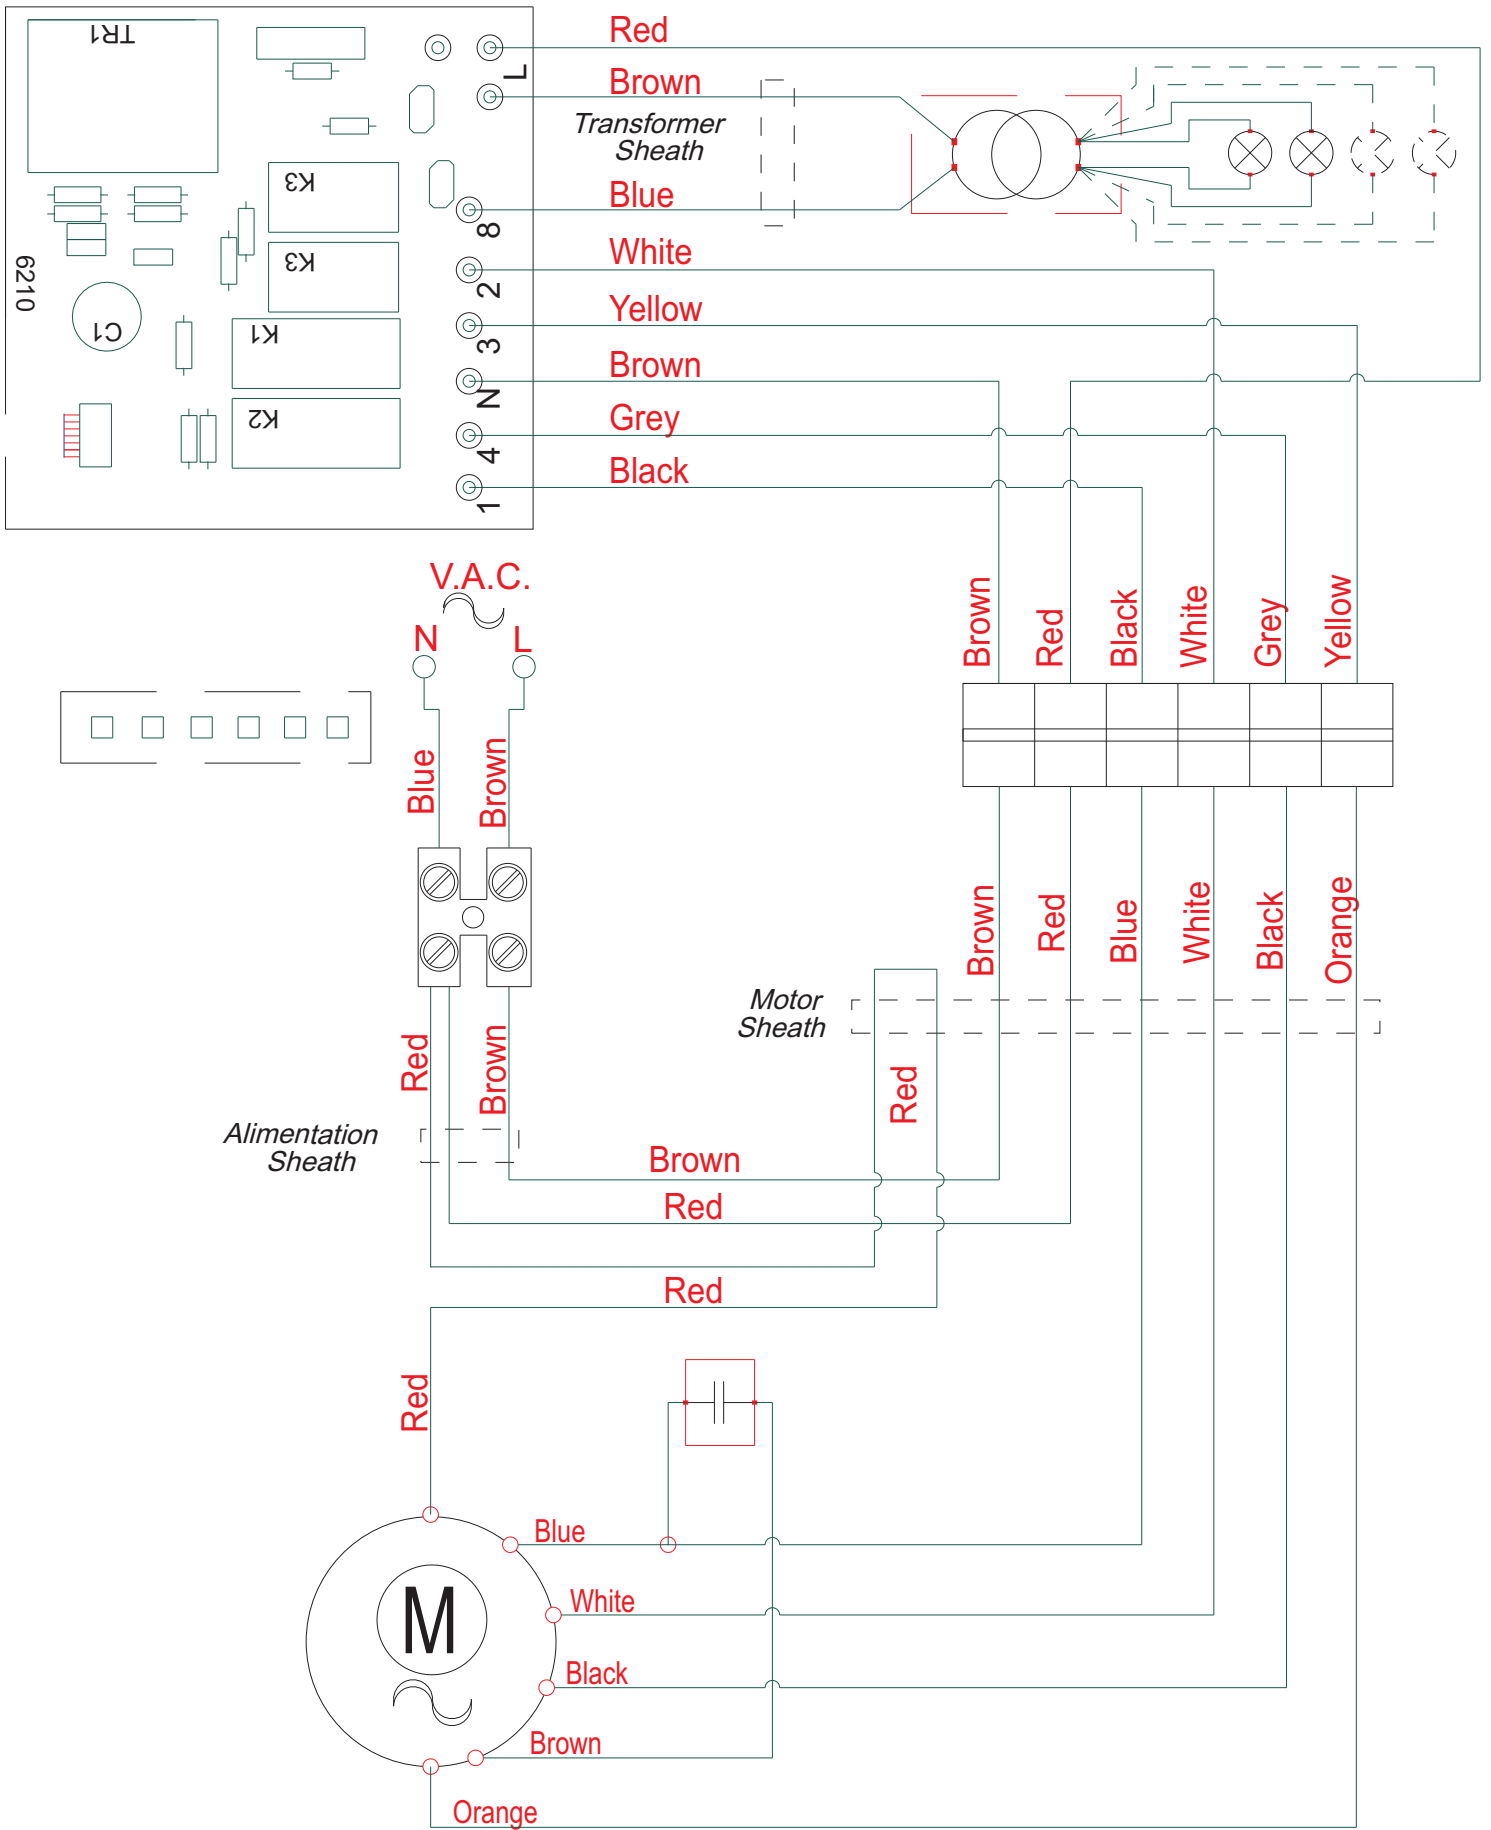 TR1
Red
L
Brown
Transformer
Sheath
K3
Blue
8
White
2
K3
6210
Yellow
3
C1
K1
Brown
N
K2
Grey
4
Black
1
V.A.C.
N
L
Brown
Red
Black
White
Grey
Yellow
Blue
Brown
Brown
Red
Blue
White
Black
Orange
Motor
Sheath
Red
Brown
Red
Alimentation
Sheath
Brown
Red
Red
Red
Blue
M
White
Black
Brown
Orange